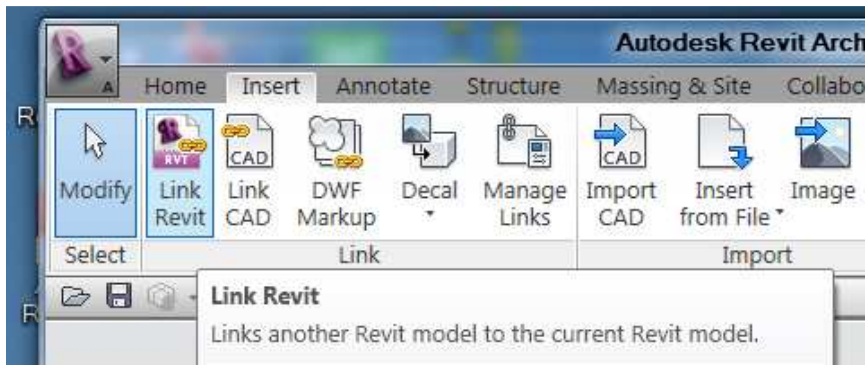 Autodesk Revit Arch
Home Insert Annotate Structure Massing & Site Collabo
A
RVT CAD CAD
Modify Link Link DWF Decal Manage Import Insert Image
Revit CAD Markup Links CAD from File
Select Link Import
Link Revit
Links another Revit model to the current Revit model.